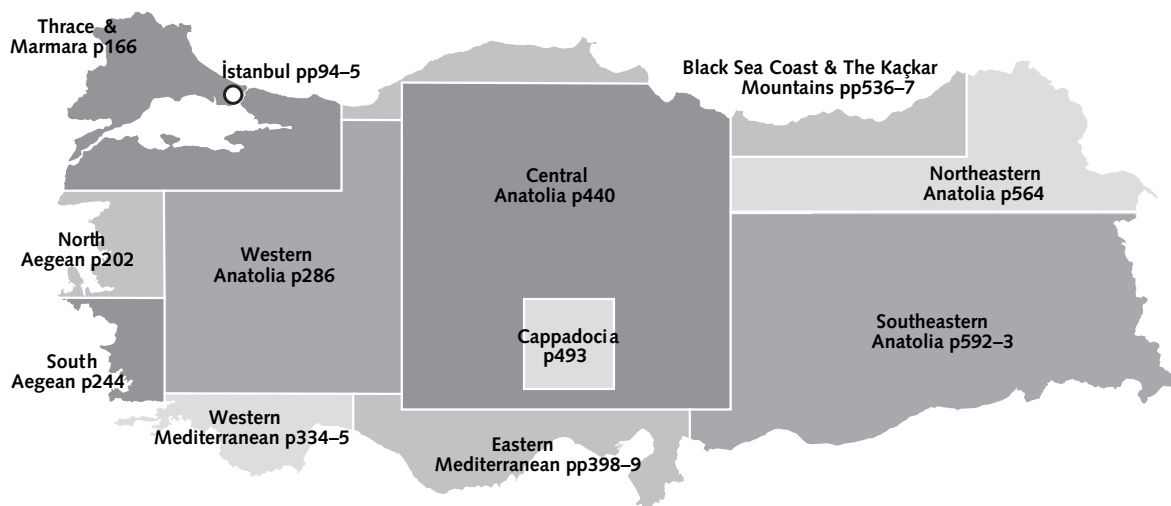 Thrace &
Marmara p166
İstanbul pp94–5
Black Sea Coast & The Kaçkar
Mountains pp536–7
Central
Anatolia p440
Northeastern
Anatolia p564
North
Aegean p202
Western
Anatolia p286
Cappadocia
p493
Southeastern
Anatolia p592–3
South
Aegean p244
Western
Mediterranean p334–5
Eastern
Mediterranean pp398–9